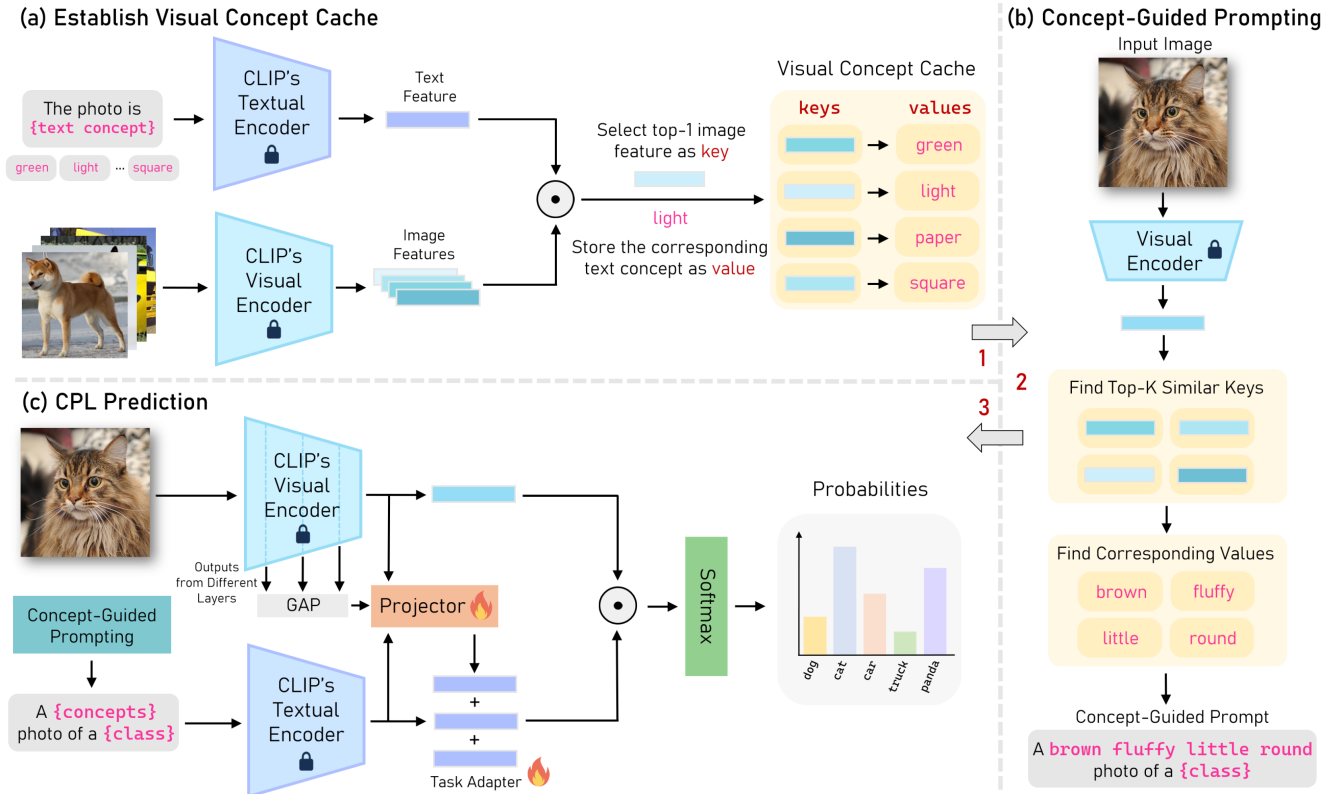 (a) Establish Visual Concept Cache
The photo is
{text concept}
green
light
...
square
CLIP's
Textual
Encoder
Text
Feature
CLIP's
Visual
Encoder
Image
Features
Select top-1 image
feature as key
light
Store the corresponding
text concept as value
Visual Concept Cache
keys
values
green
light
paper
square
1
(b) Concept-Guided Prompting
Input Image
Visual
Encoder
2
Find Top-K Similar Keys
Find Corresponding Values
brown
fluffy
little
round
Concept-Guided Prompt
A brown fluffy little round
photo of a {class}
3
(c) CPL Prediction
CLIP's
Visual
Encoder
Outputs
from Different
Layers
GAP
Projector
Concept-Guided
Prompting
A {concepts}
photo of a {class}
CLIP's
Textual
Encoder
+
+
Task Adapter
Softmax
Probabilities
dog
cat
car
truck
panda